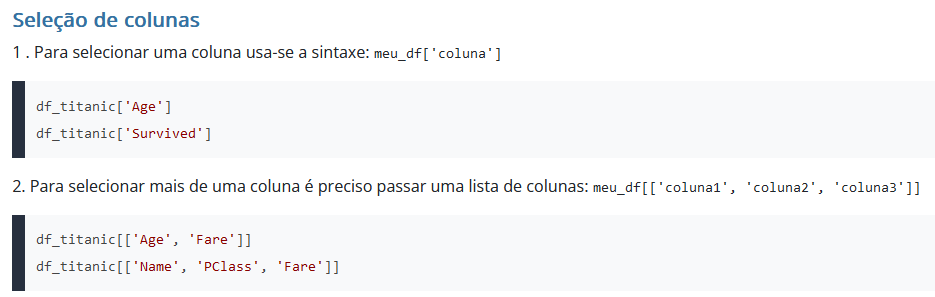 Seleção de colunas
1 . Para selecionar uma coluna usa-se a sintaxe: meu_df['coluna']
df_titanic['Age']
df_titanic['Survived']
2. Para selecionar mais de uma coluna é preciso passar uma lista de colunas: meu_df[['coluna1', 'coluna2', 'coluna3']]
df_titanic[['Age', 'Fare']]
df_titanic[['Name', 'PClass', 'Fare']]